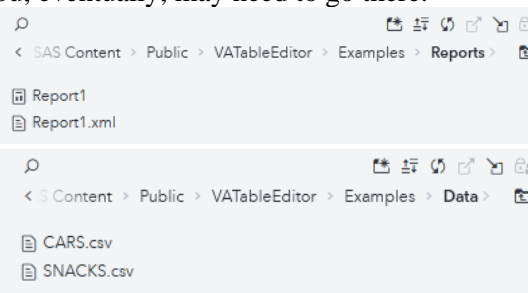 eventually, may need to go there.
< SAS Content > Public > VATableEditor > Examples > Reports >
Report1
Report1.xml
< S Content > Public > VATableEditor > Examples > Data >
CARS.csv
SNACKS.csv